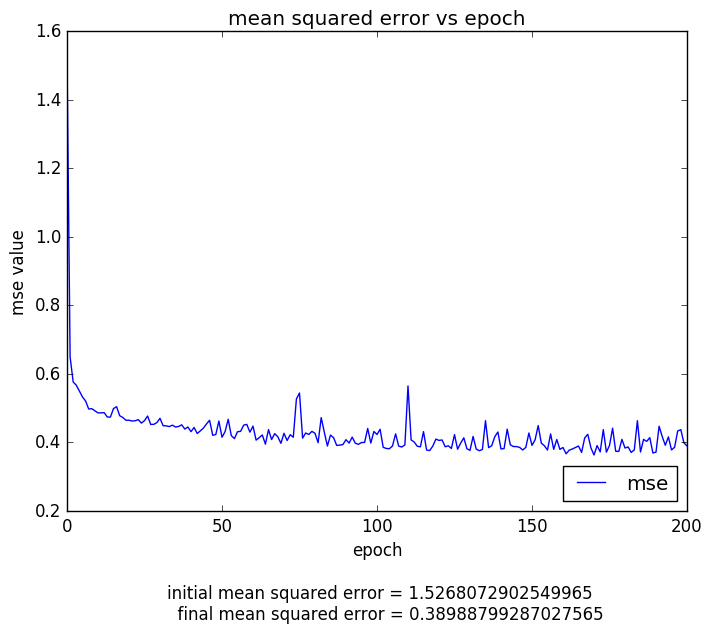 mean squared error vs epoch
1.6
1.4
1.2
1.0
0.8
0.6
0.4
0.2
mse value
0 50 100 150 200
epoch
mse
initial mean squared error = 1.5268072902549965
final mean squared error = 0.38988799287027565